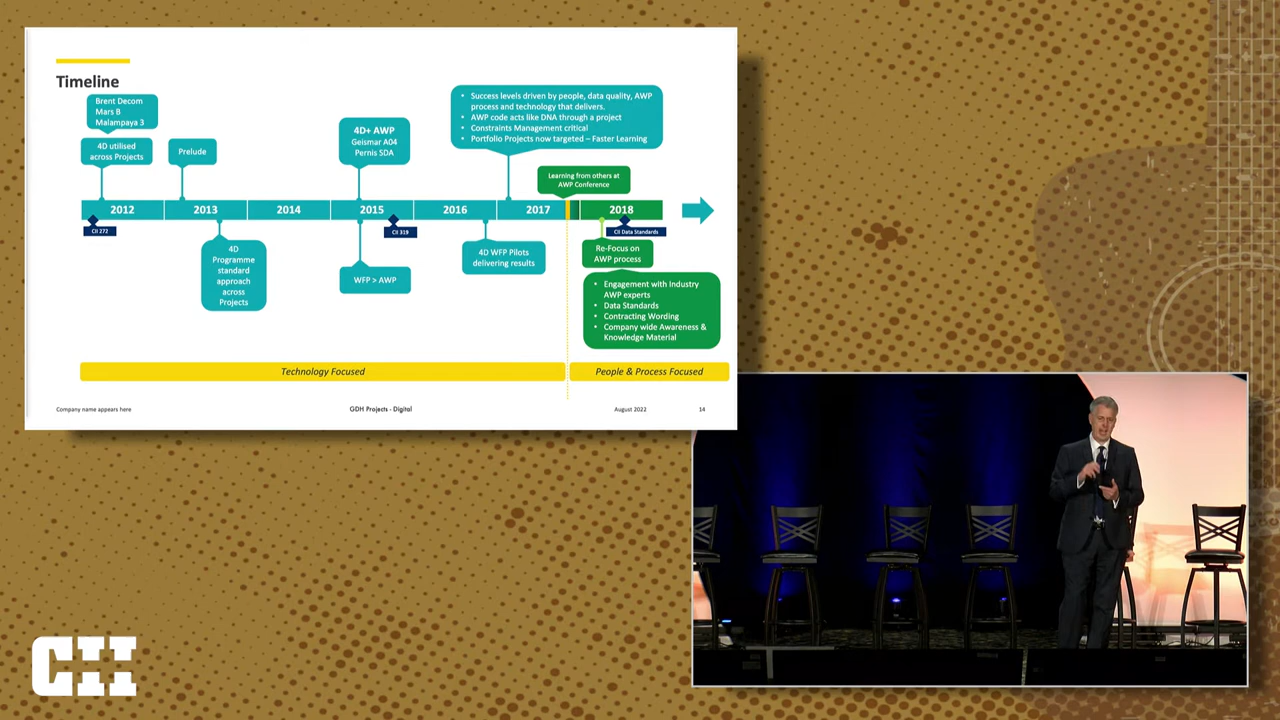 Timeline
Brent Decom
Mars B
Malampaya 3
4D utilised
across Projects
Prelude
4D+ AWP
Geismar A04
Pernis SDA
• Success levels driven by people, data quality, AWP
process and technology that delivers.
• AWP code acts like DNA through a project
• Constraints Management critical
• Portfolio Projects now targeted – Faster Learning
Learning from others at
AWP Conference
2012 2013 2014 2015 2016 2017 2018
CII 272
CII 319
CII Data Standards
4D
Programme
standard
approach
across
Projects
WFP > AWP
4D WFP Pilots
delivering results
Re-Focus on
AWP process
• Engagement with Industry
AWP experts
• Data Standards
• Contracting Wording
• Company wide Awareness &
Knowledge Material
Technology Focused
People & Process Focused
Company name appears here
GDH Projects - Digital
August 2022
14
CII